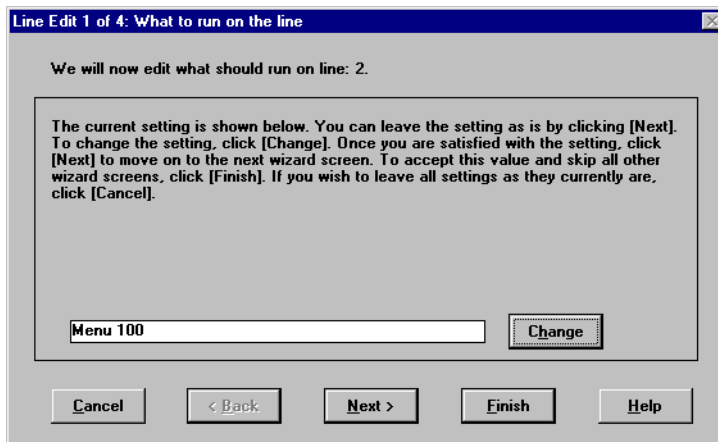 Line Edit 1 of 4: What to run on the line
We will now edit what should run on line: 2.
The current setting is shown below. You can leave the setting as is by clicking [Next].
To change the setting, click [Change]. Once you are satisfied with the setting, click
[Next] to move on to the next wizard screen. To accept this value and skip all other
wizard screens, click [Finish]. If you wish to leave all settings as they currently are,
click [Cancel].
Menu 100
Change
Cancel
< Back
Next >
Finish
Help